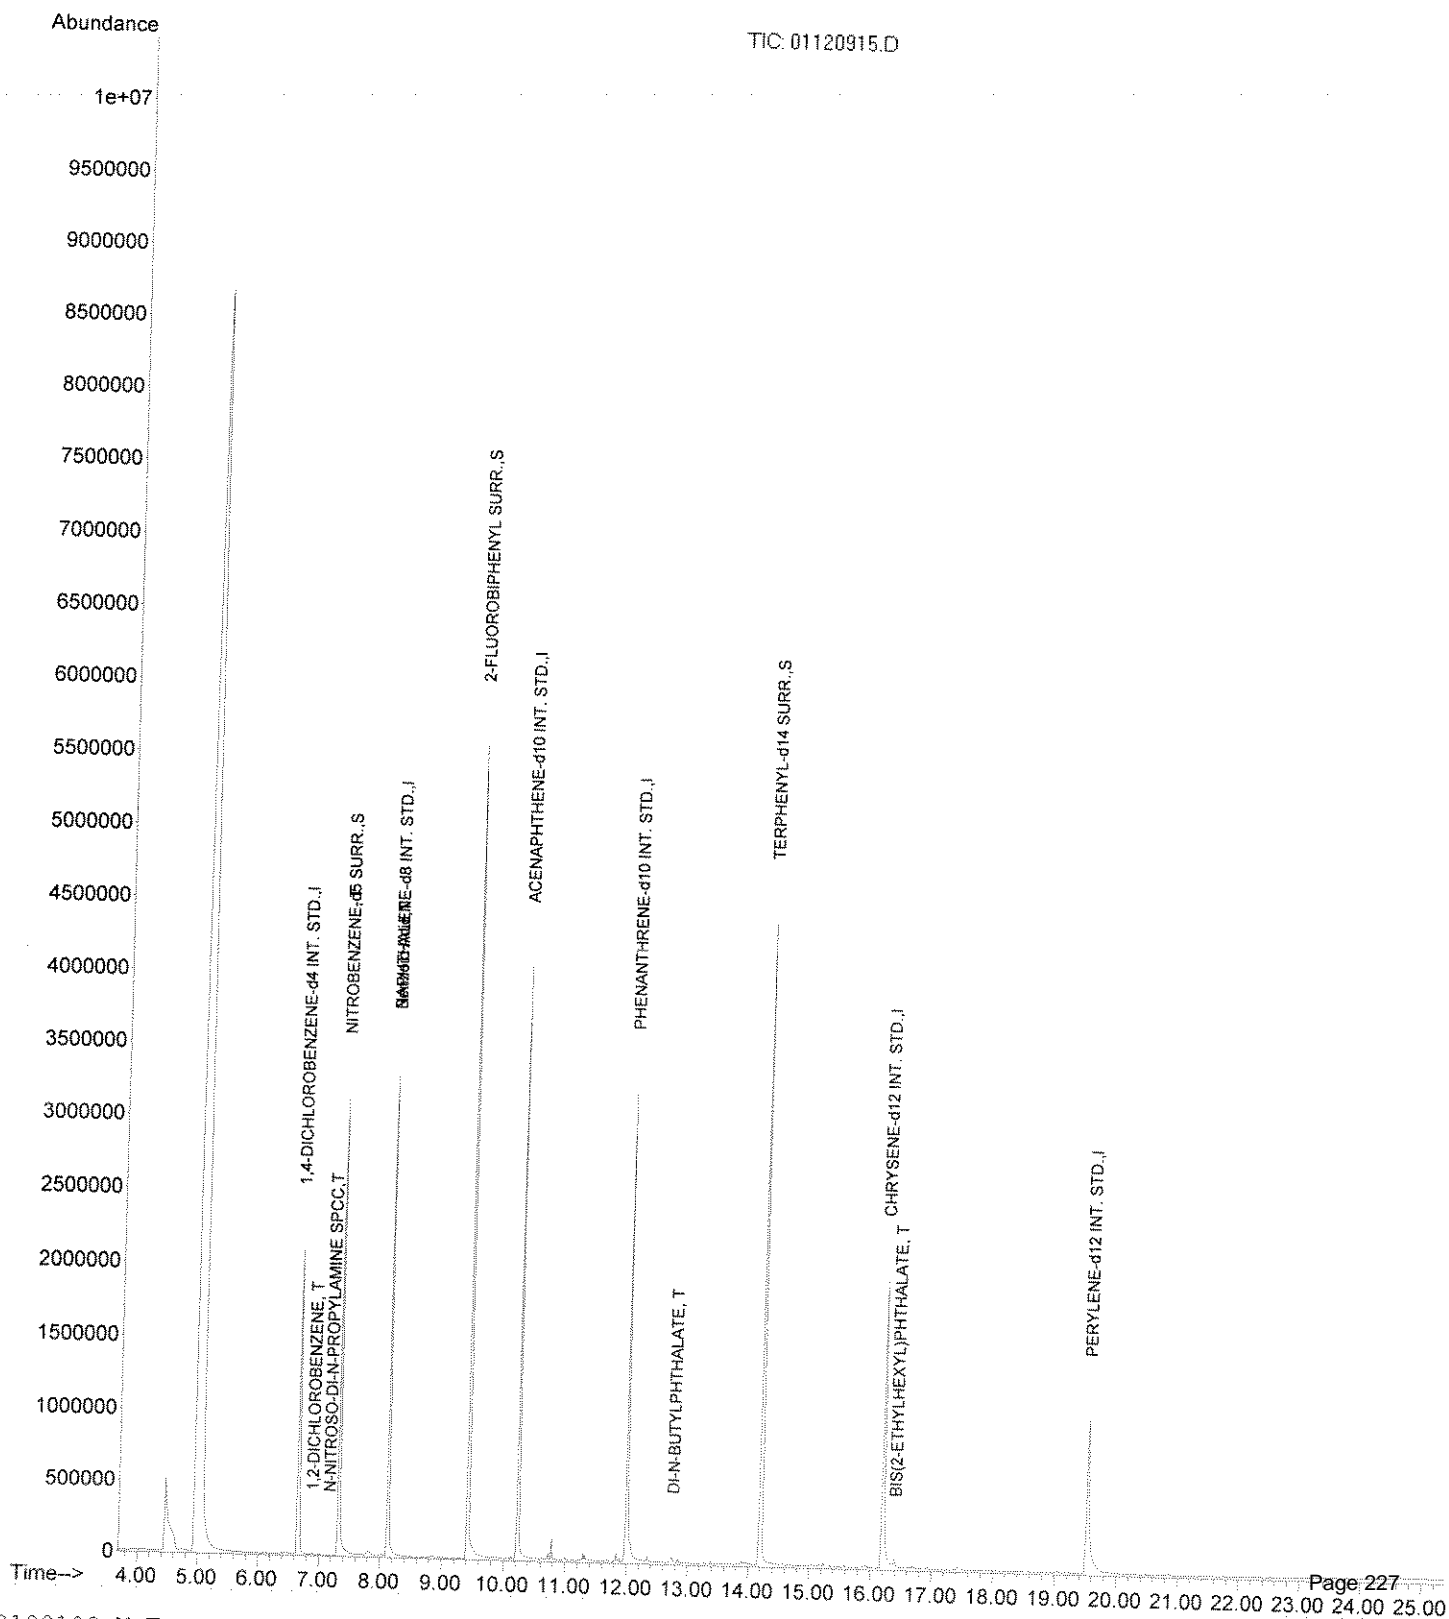 Abundance
TIC: 01120915.D
1e+07
9500000
9000000
8500000
8000000
7500000
7000000
6500000
6000000
5500000
5000000
4500000
4000000
3500000
3000000
2500000
2000000
1500000
1000000
500000
0
1,4-DICHLOROBENZENE-d4 INT. STD.,I
1,2-DICHLOROBENZENE, T
N-NITROSO-DI-N-PROPYLAMINE SPCC,T
NITROBENZENE-d5 SURR.,S
NAPHTHALENE-d8 INT. STD.,I
2-FLUOROBIPHENYL SURR.,S
ACENAPHTHENE-d10 INT. STD.,I
PHENANTHRENE-d10 INT. STD.,I
DI-N-BUTYLPHTHALATE, T
TERPHENYL-d14 SURR.,S
CHRYSENE-d12 INT. STD.,I
BIS(2-ETHYLHEXYL)PHTHALATE, T
PERYLENE-d12 INT. STD.,I
Time-->
4.00 5.00 6.00 7.00 8.00 9.00 10.00 11.00 12.00 13.00 14.00 15.00 16.00 17.00 18.00 19.00 20.00 21.00 22.00 23.00 24.00 25.00
Page 227